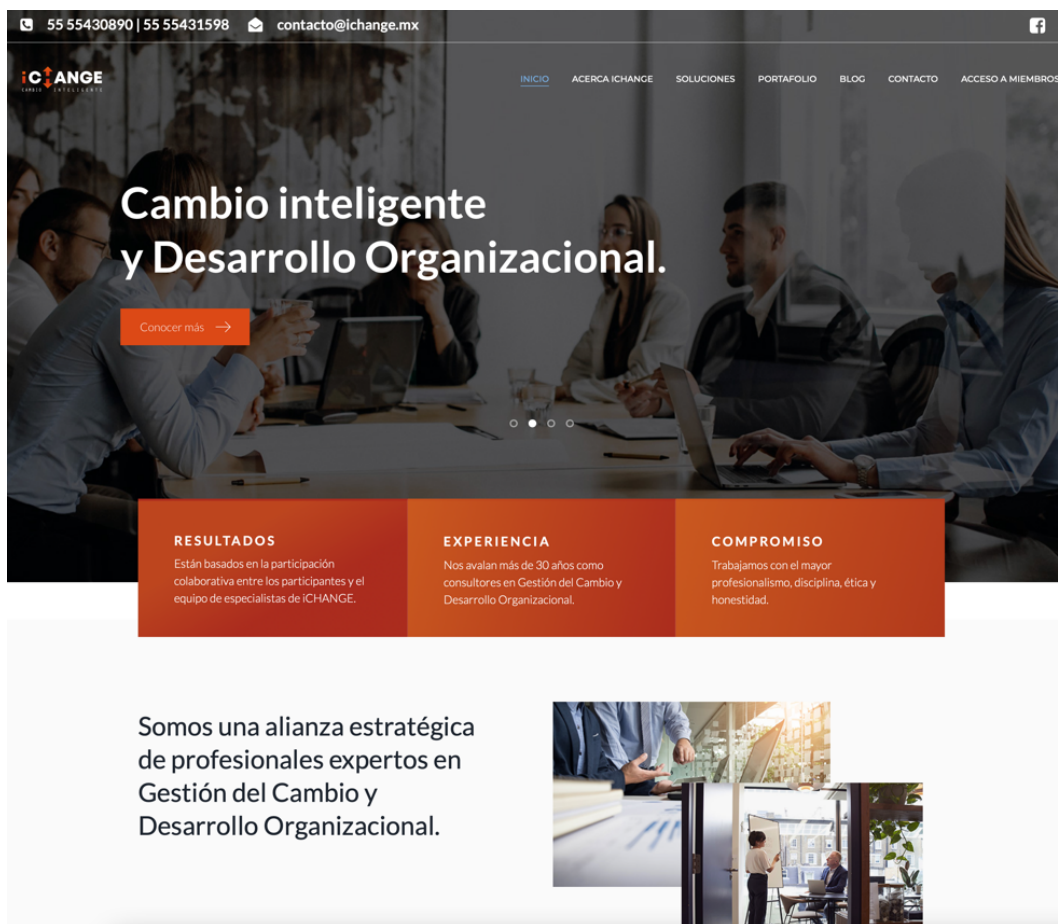 55 55430890 | 55 55431598 contacto@ichange.mx
iCHANGE
CAMBIO INTELIGENTE
INICIO ACERCA ICHANGE SOLUCIONES PORTAFOLIO BLOG CONTACTO ACCESO A MIEMBROS
Cambio inteligente
y Desarrollo Organizacional.
Conocer más
RESULTADOS
Están basados en la participación
colaborativa entre los participantes y el
equipo de especialistas de iCHANGE.
EXPERIENCIA
Nos avalan más de 30 años como
consultores en Gestión del Cambio y
Desarrollo Organizacional.
COMPROMISO
Trabajamos con el mayor
profesionalismo, disciplina, ética y
honestidad.
Somos una alianza estratégica
de profesionales expertos en
Gestión del Cambio y
Desarrollo Organizacional.